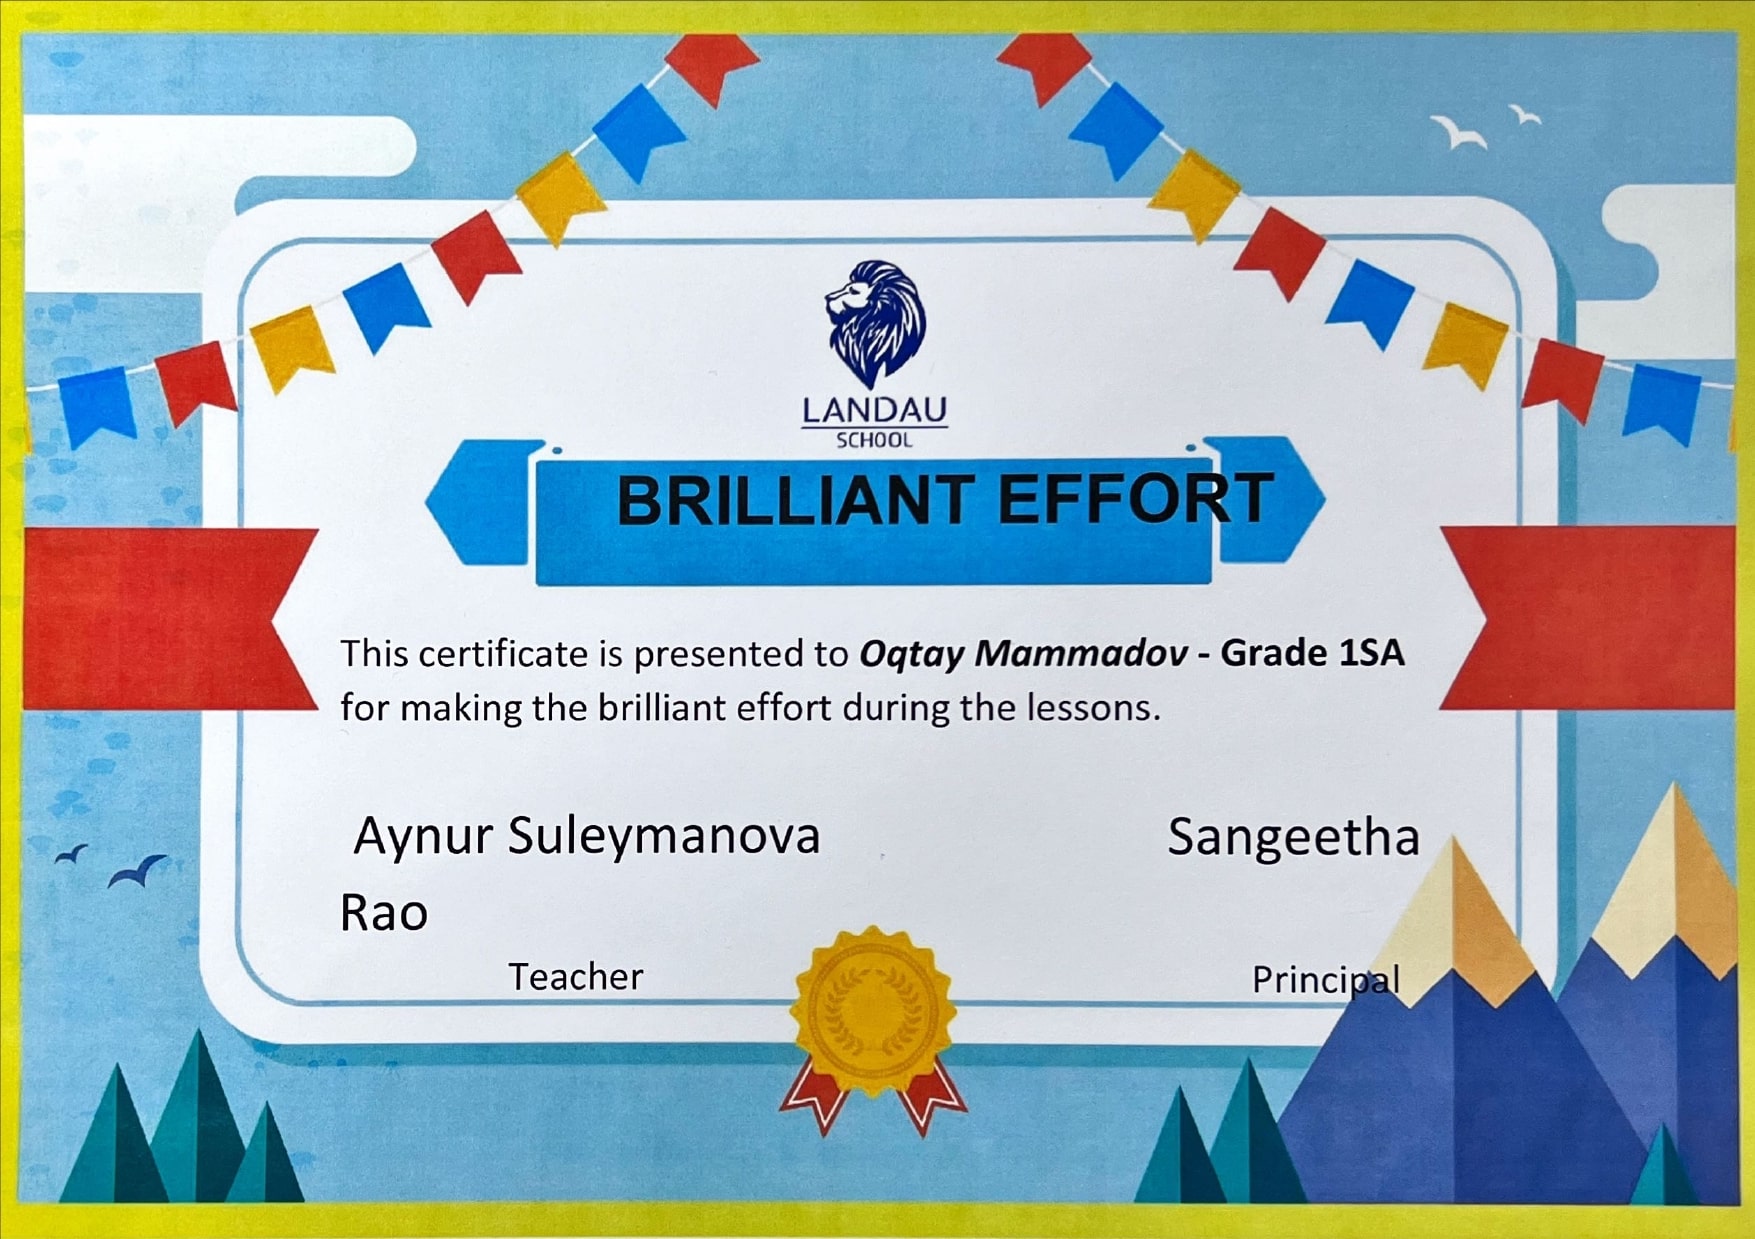 LANDAU
SCHOOL
BRILLIANT EFFORT
This certificate is presented to Oqtay Mammadov - Grade 1SA
for making the brilliant effort during the lessons.
Aynur Suleymanova Sangeetha
Rao
Teacher Principal